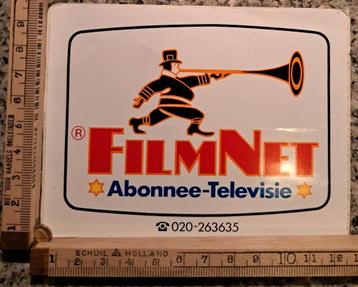 ®
FILMNET
Abonnee-Televisie
☎ 020-263635
SCHUIL HOLLAND
1 2 3 4 5 6 7 8 9 10 11 12